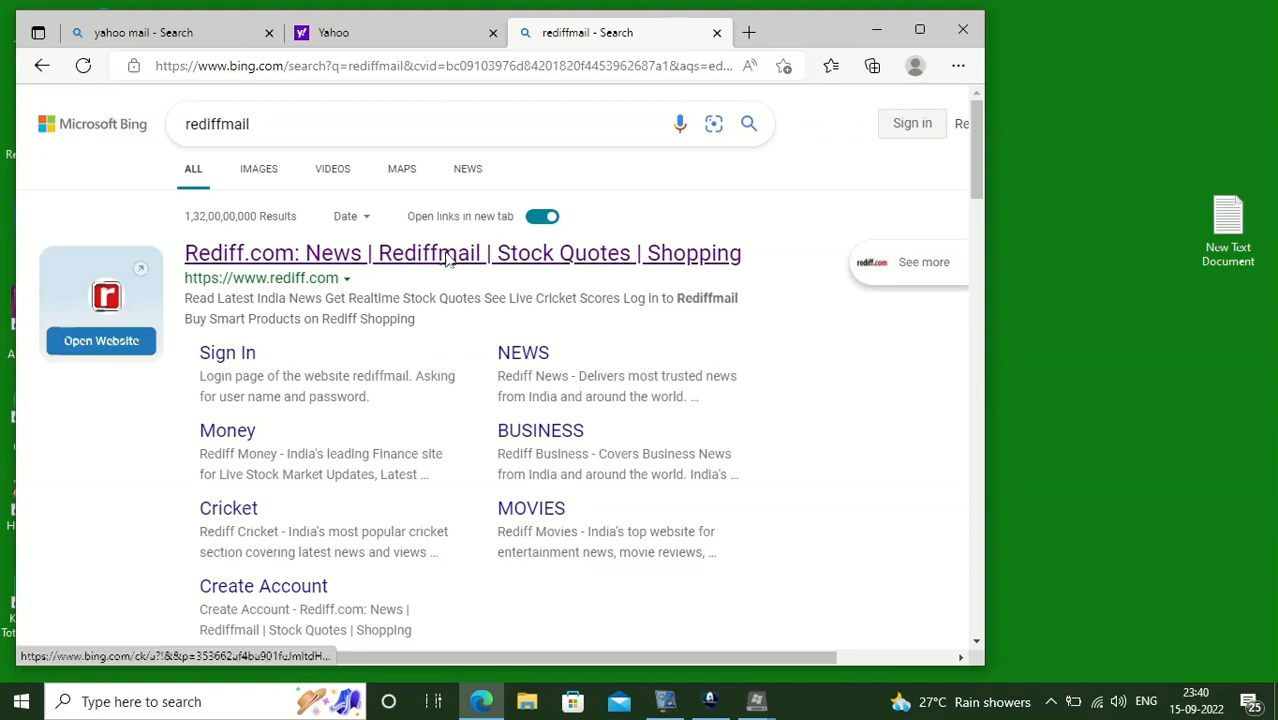 yahoo mail - Search
Yahoo
rediffmail - Search
https://www.bing.com/search?q=rediffmail&cvid=bc09103976d84201820f4453962687a1&aqs=ed...
Microsoft Bing
rediffmail
Sign in
Re
ALL
IMAGES
VIDEOS
MAPS
NEWS
1,32,00,00,000 Results
Date
Open links in new tab
Rediff.com: News | Rediffmail | Stock Quotes | Shopping
https://www.rediff.com
Read Latest India News Get Realtime Stock Quotes See Live Cricket Scores Log in to Rediffmail
Buy Smart Products on Rediff Shopping
Open Website
rediff.com
See more
Sign In
Login page of the website rediffmail. Asking
for user name and password.
NEWS
Rediff News - Delivers most trusted news
from India and around the world. ...
Money
Rediff Money - India's leading Finance site
for Live Stock Market Updates, Latest ...
BUSINESS
Rediff Business - Covers Business News
from India and around the world. India's ...
Cricket
Rediff Cricket - India's most popular cricket
section covering latest news and views ...
MOVIES
Rediff Movies - India's top website for
entertainment news, movie reviews, ...
Create Account
Create Account - Rediff.com: News |
Rediffmail | Stock Quotes | Shopping
New Text
Document
Type here to search
27°C Rain showers
ENG
23:40
15-09-2022
25